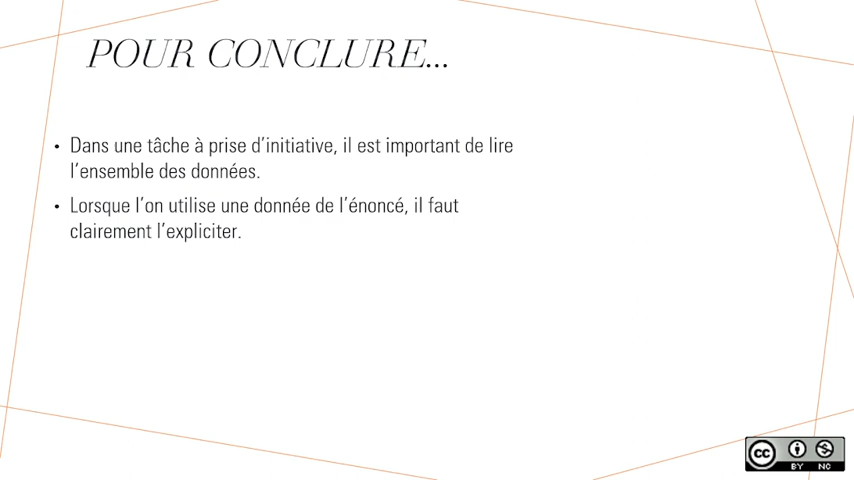 POUR CONCLURE...
• Dans une tâche à prise d'initiative, il est important de lire
l'ensemble des données.
• Lorsque l'on utilise une donnée de l'énoncé, il faut
clairement l'expliciter.
cc
BY NC